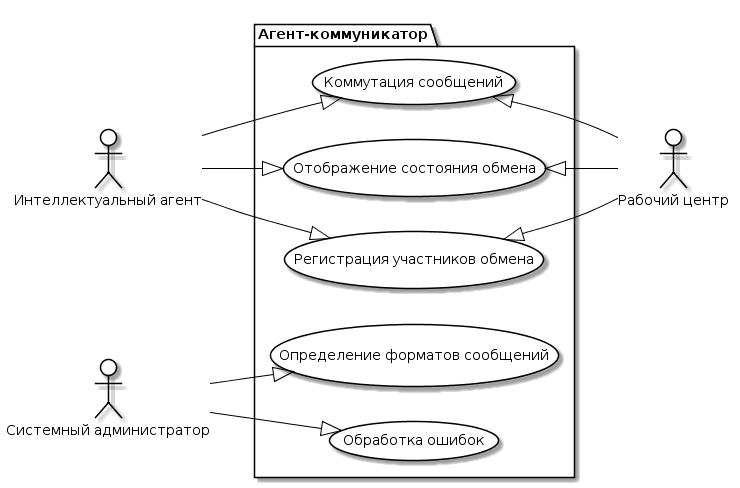 Агент-коммуникатор
Коммутация сообщений
Отображение состояния обмена
Интеллектуальный агент
Рабочий центр
Регистрация участников обмена
Определение форматов сообщений
Системный администратор
Обработка ошибок